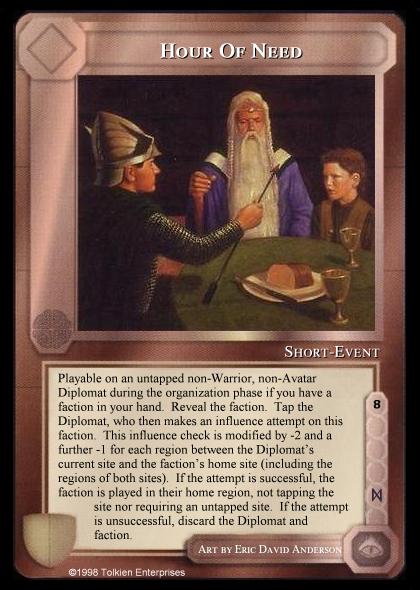 Hour Of Need
Short-Event
Playable on an untapped non-Warrior, non-Avatar
Diplomat during the organization phase if you have a
faction in your hand.  Reveal the faction.  Tap the
Diplomat, who then makes an influence attempt on this
faction.  This influence check is modified by -2 and a
further -1 for each region between the Diplomat's
current site and the faction's home site (including the
regions of both sites).  If the attempt is successful, the
faction is played in their home region, not tapping the
site nor requiring an untapped site.  If the attempt
is unsuccessful, discard the Diplomat and
faction.
8
Art by Eric David Anderson
©1998 Tolkien Enterprises